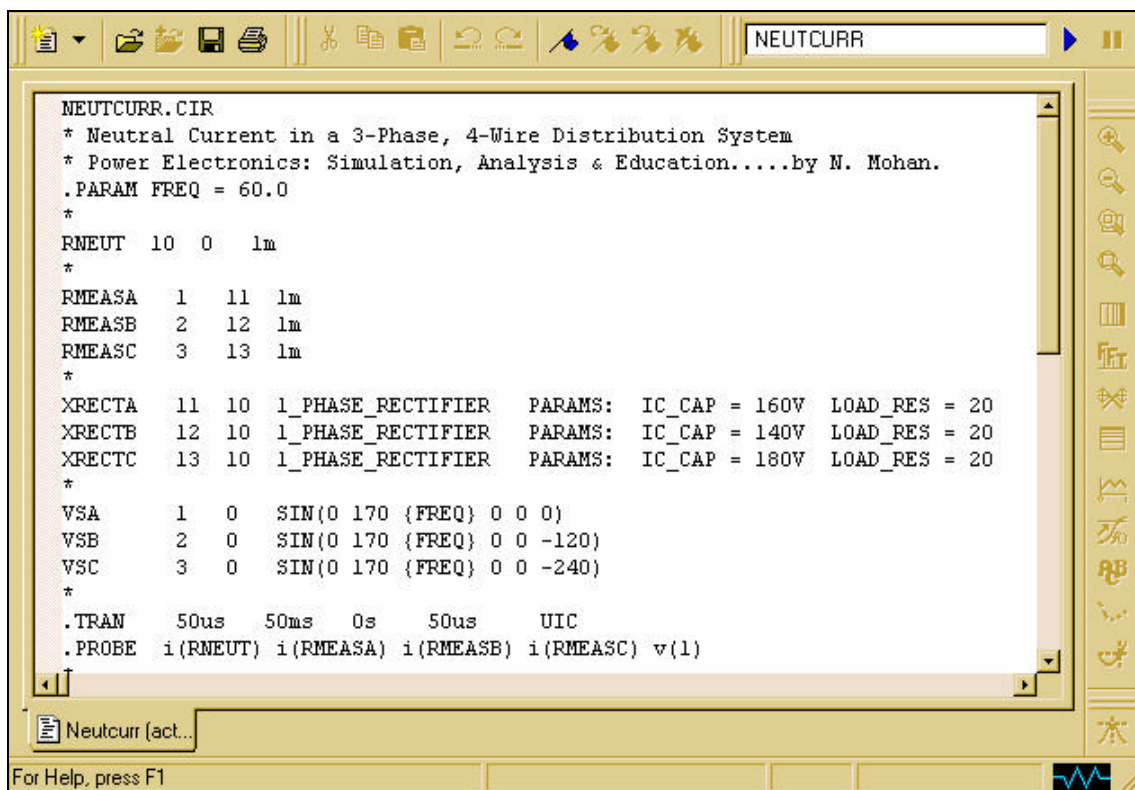 NEUTCURR
NEUTCURR.CIR
* Neutral Current in a 3-Phase, 4-Wire Distribution System
* Power Electronics: Simulation, Analysis & Education.....by N. Mohan.
.PARAM FREQ = 60.0
*
RNEUT 10 0 1m
*
RMEASA 1 11 1m
RMEASB 2 12 1m
RMEASC 3 13 1m
*
XRECTA 11 10 1_PHASE_RECTIFIER PARAMS: IC_CAP = 160V LOAD_RES = 20
XRECTB 12 10 1_PHASE_RECTIFIER PARAMS: IC_CAP = 140V LOAD_RES = 20
XRECTC 13 10 1_PHASE_RECTIFIER PARAMS: IC_CAP = 180V LOAD_RES = 20
*
VSA 1 0 SIN(0 170 {FREQ} 0 0 0)
VSB 2 0 SIN(0 170 {FREQ} 0 0 -120)
VSC 3 0 SIN(0 170 {FREQ} 0 0 -240)
*
.TRAN 50us 50ms 0s 50us UIC
.PROBE i(RNEUT) i(RMEASA) i(RMEASB) i(RMEASC) v(1)
*
FFT
Neutcurr (act...
For Help, press F1